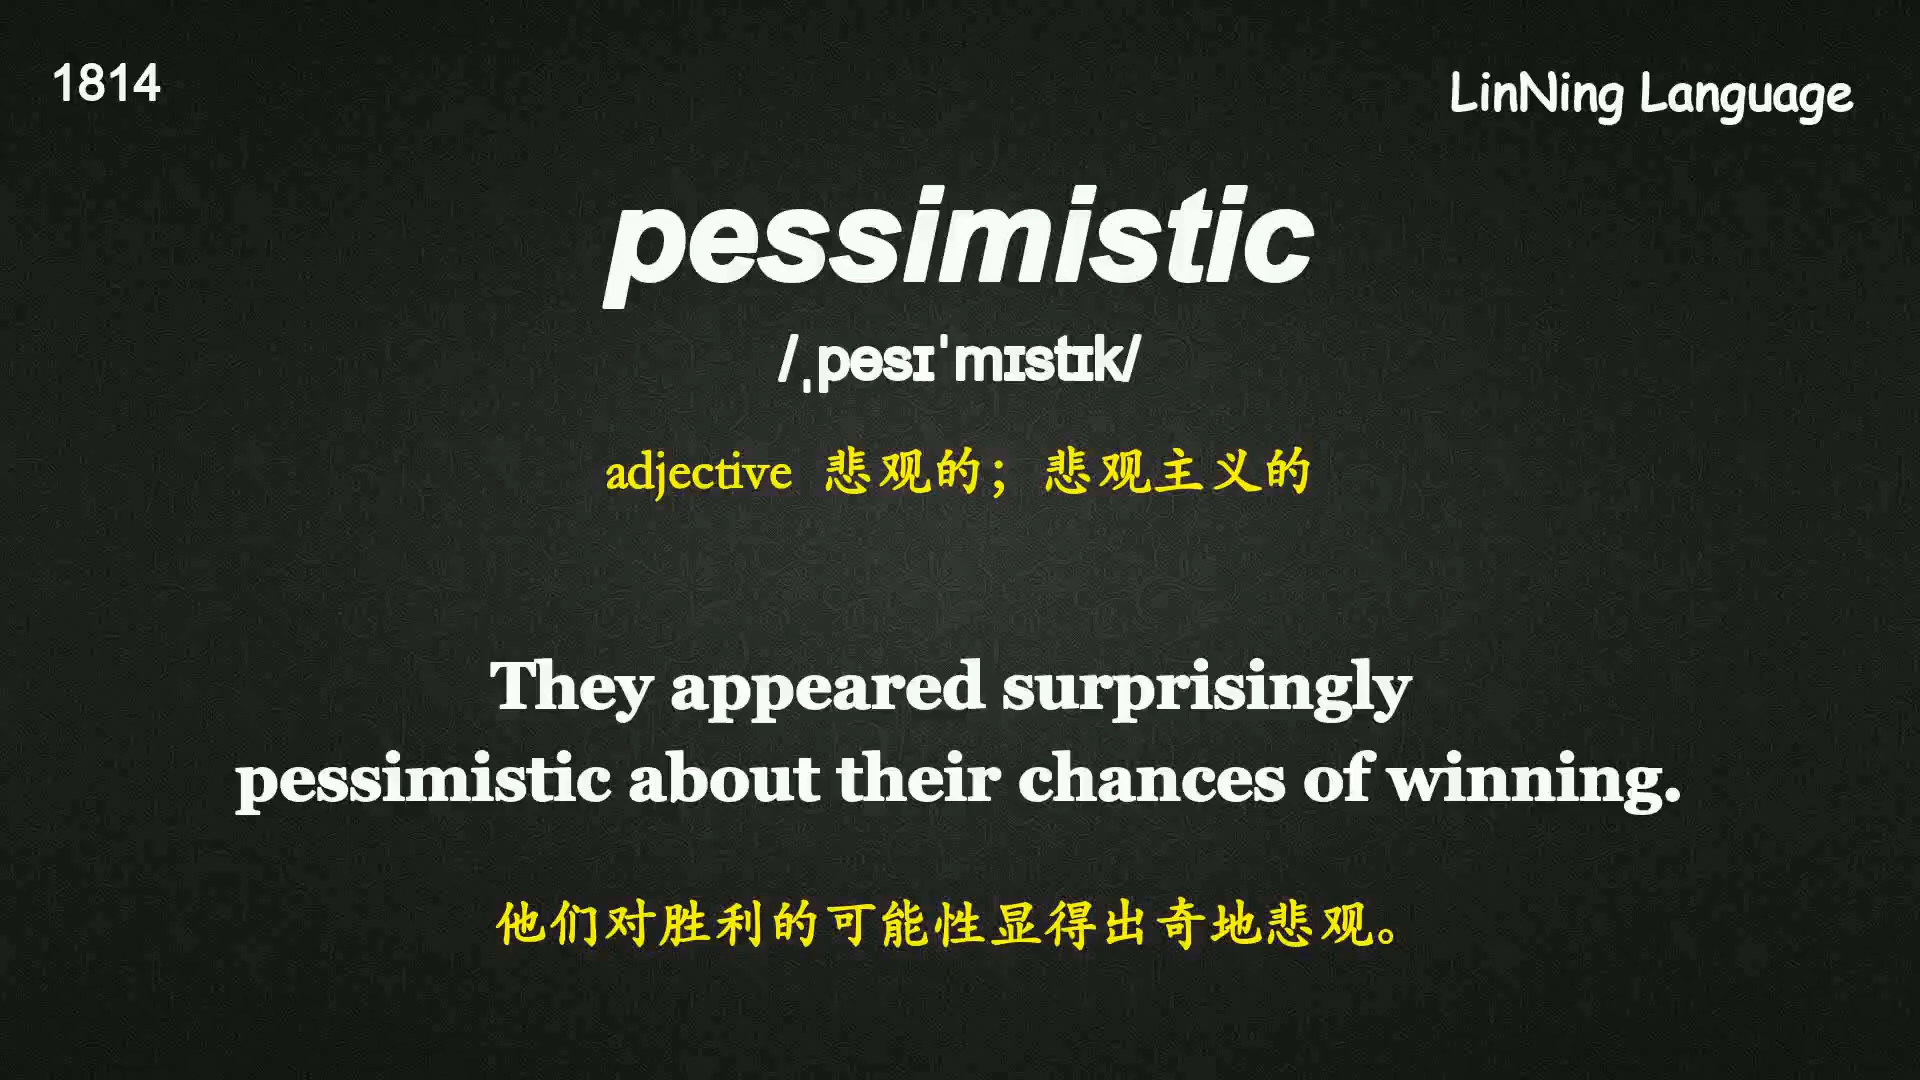 1814
LinNing Language
pessimistic
/ˌpesɪˈmɪstɪk/
adjective 悲观的；悲观主义的
They appeared surprisingly
pessimistic about their chances of winning.
他们对胜利的可能性显得出奇地悲观。